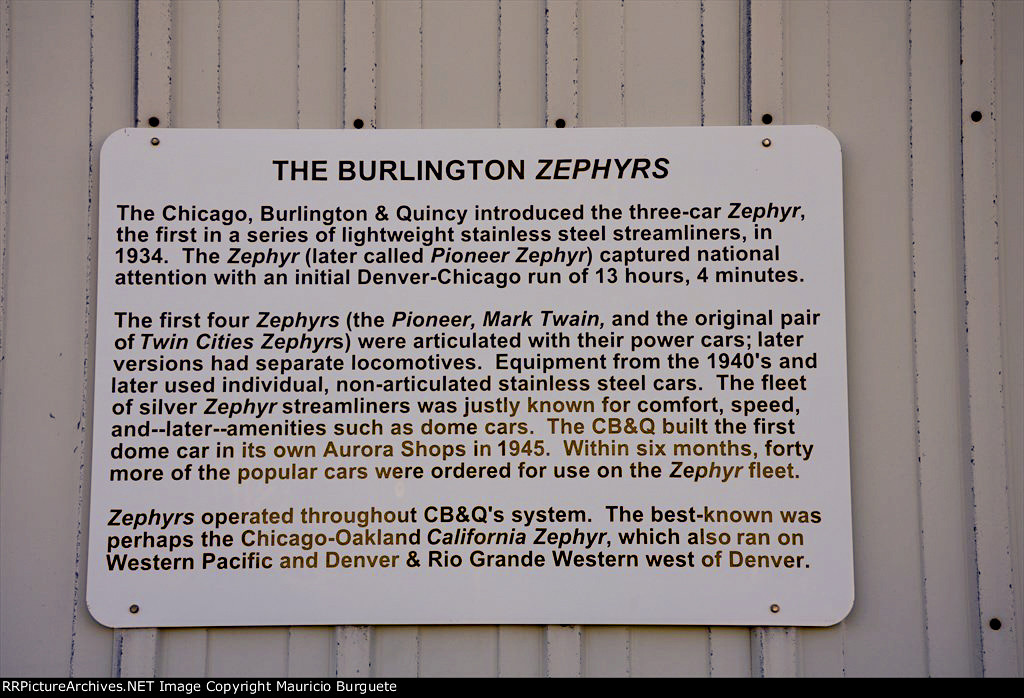 THE BURLINGTON ZEPHYRS
The Chicago, Burlington & Quincy introduced the three-car Zephyr,
the first in a series of lightweight stainless steel streamliners, in
1934.  The Zephyr (later called Pioneer Zephyr) captured national
attention with an initial Denver-Chicago run of 13 hours, 4 minutes.
The first four Zephyrs (the Pioneer, Mark Twain, and the original pair
of Twin Cities Zephyrs) were articulated with their power cars; later
versions had separate locomotives.  Equipment from the 1940's and
later used individual, non-articulated stainless steel cars.  The fleet
of silver Zephyr streamliners was justly known for comfort, speed,
and--later--amenities such as dome cars.  The CB&Q built the first
dome car in its own Aurora Shops in 1945.  Within six months, forty
more of the popular cars were ordered for use on the Zephyr fleet.
Zephyrs operated throughout CB&Q's system.  The best-known was
perhaps the Chicago-Oakland California Zephyr, which also ran on
Western Pacific and Denver & Rio Grande Western west of Denver.
RRPictureArchives.NET Image Copyright Mauricio Burguete